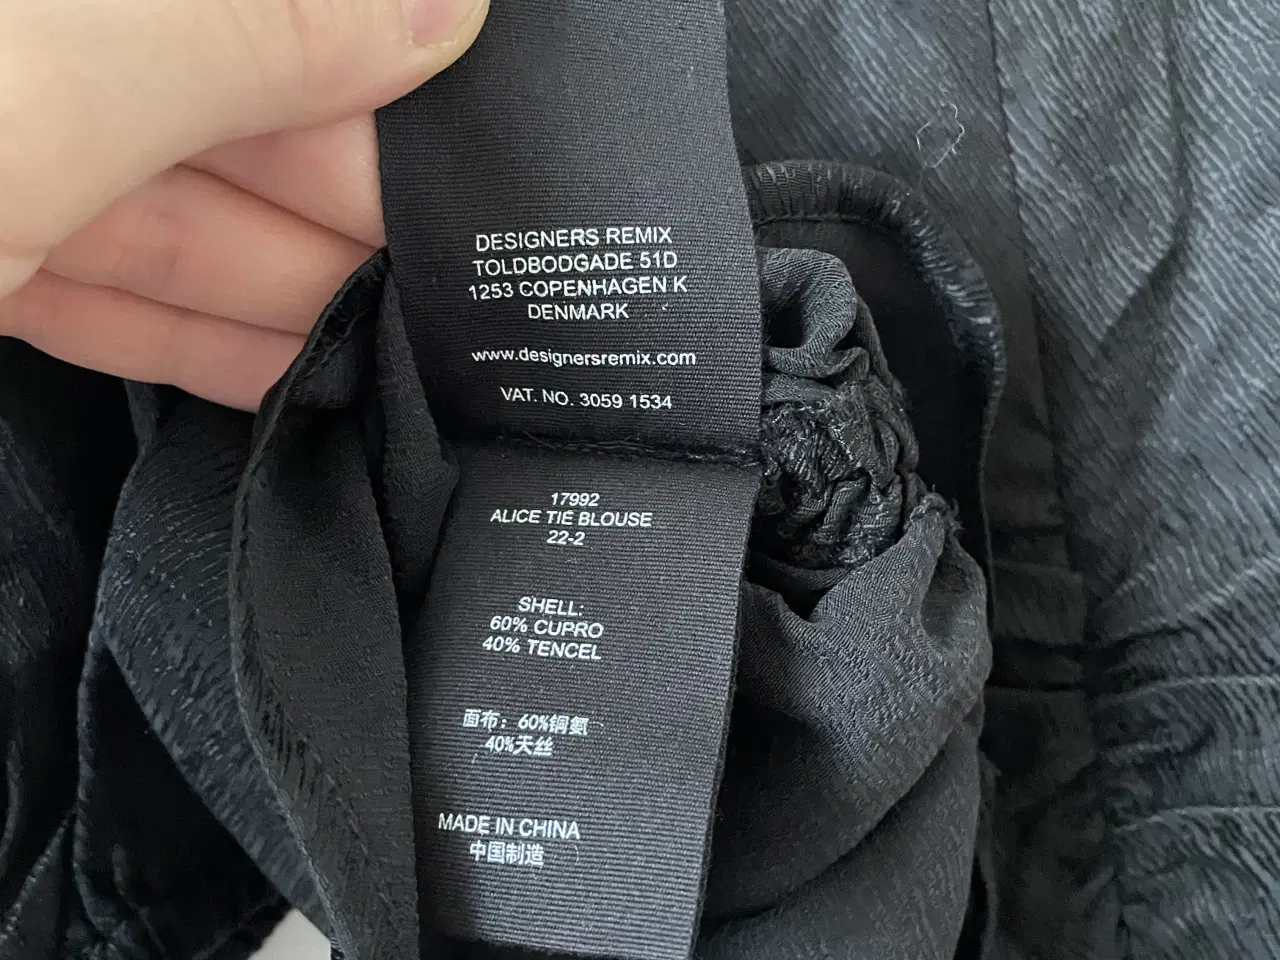 DESIGNERS REMIX
TOLDBODGADE 51D
1253 COPENHAGEN K
DENMARK
www.designersremix.com
VAT. NO. 3059 1534
17992
ALICE TIE BLOUSE
22-2
SHELL:
60% CUPRO
40% TENCEL
面布：60%铜氨
40%天丝
MADE IN CHINA
中国制造